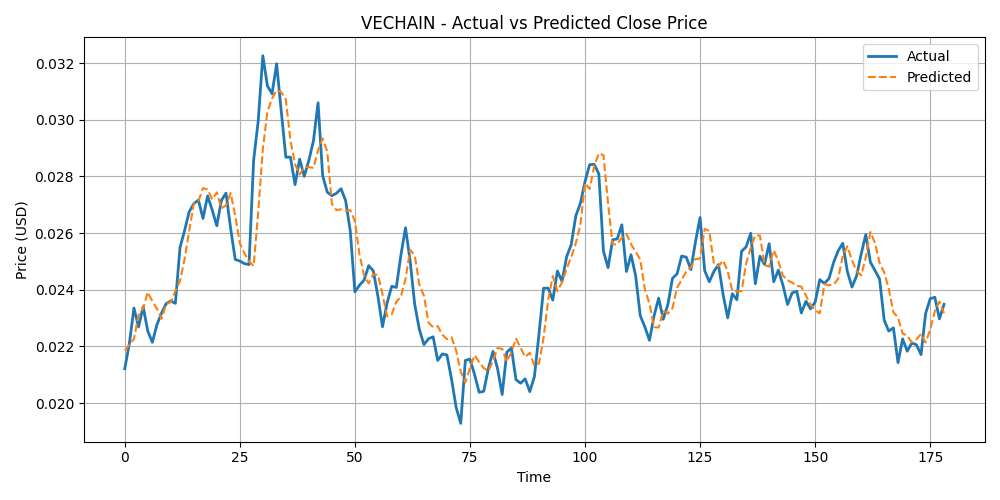 VECHAIN - Actual vs Predicted Close Price
Actual
Predicted
Price (USD)
0.032
0.030
0.028
0.026
0.024
0.022
0.020
0 25 50 75 100 125 150 175
Time